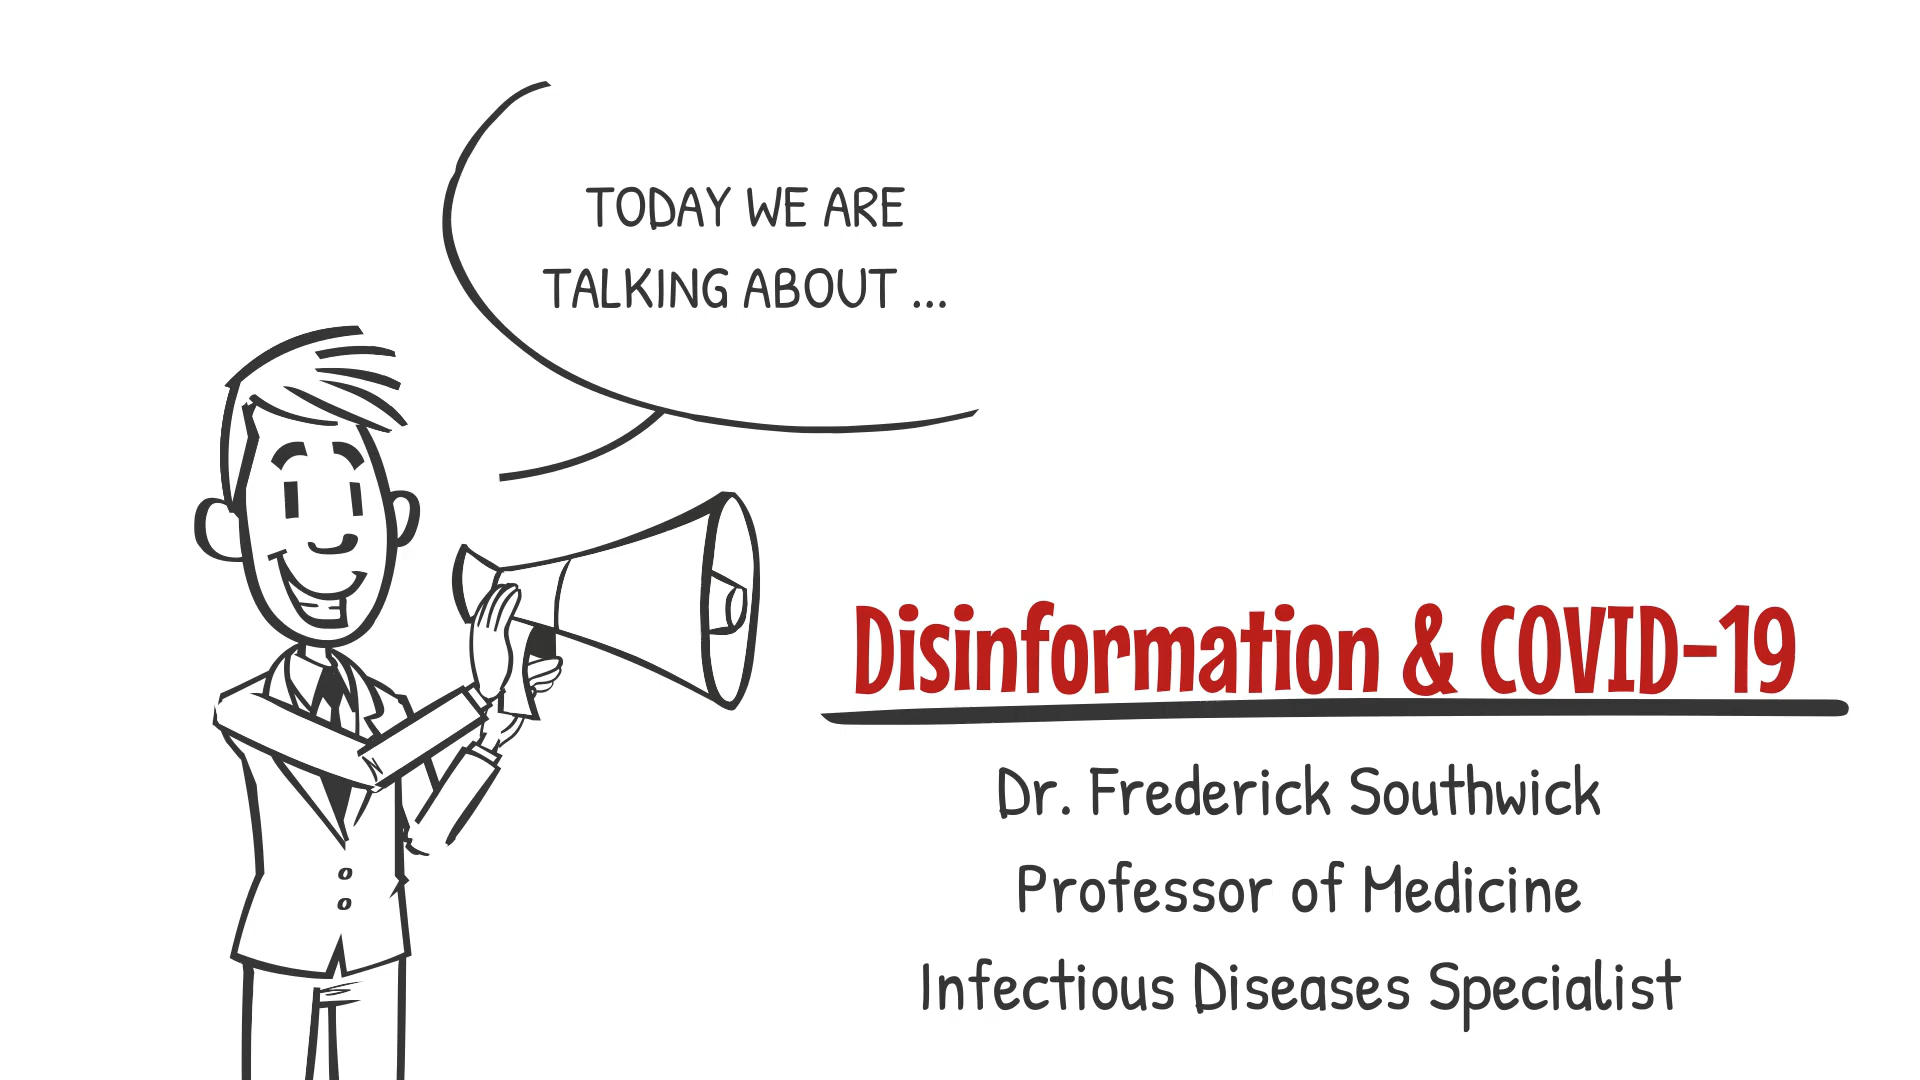 TODAY WE ARE
TALKING ABOUT ...
Disinformation & COVID-19
Dr. Frederick Southwick
Professor of Medicine
Infectious Diseases Specialist